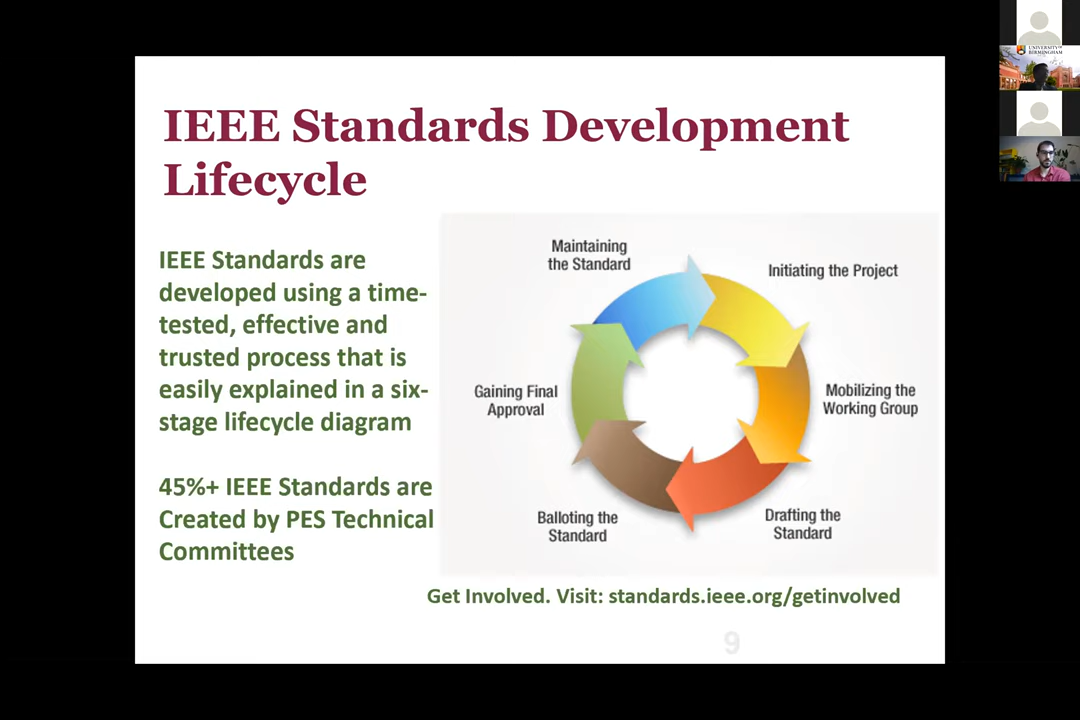 IEEE Standards Development
Lifecycle
IEEE Standards are
developed using a time-
tested, effective and
trusted process that is
easily explained in a six-
stage lifecycle diagram
45%+ IEEE Standards are
Created by PES Technical
Committees
Maintaining
the Standard
Initiating the Project
Mobilizing the
Working Group
Drafting the
Standard
Balloting the
Standard
Gaining Final
Approval
Get Involved. Visit: standards.ieee.org/getinvolved
9
UNIVERSITY OF
BIRMINGHAM